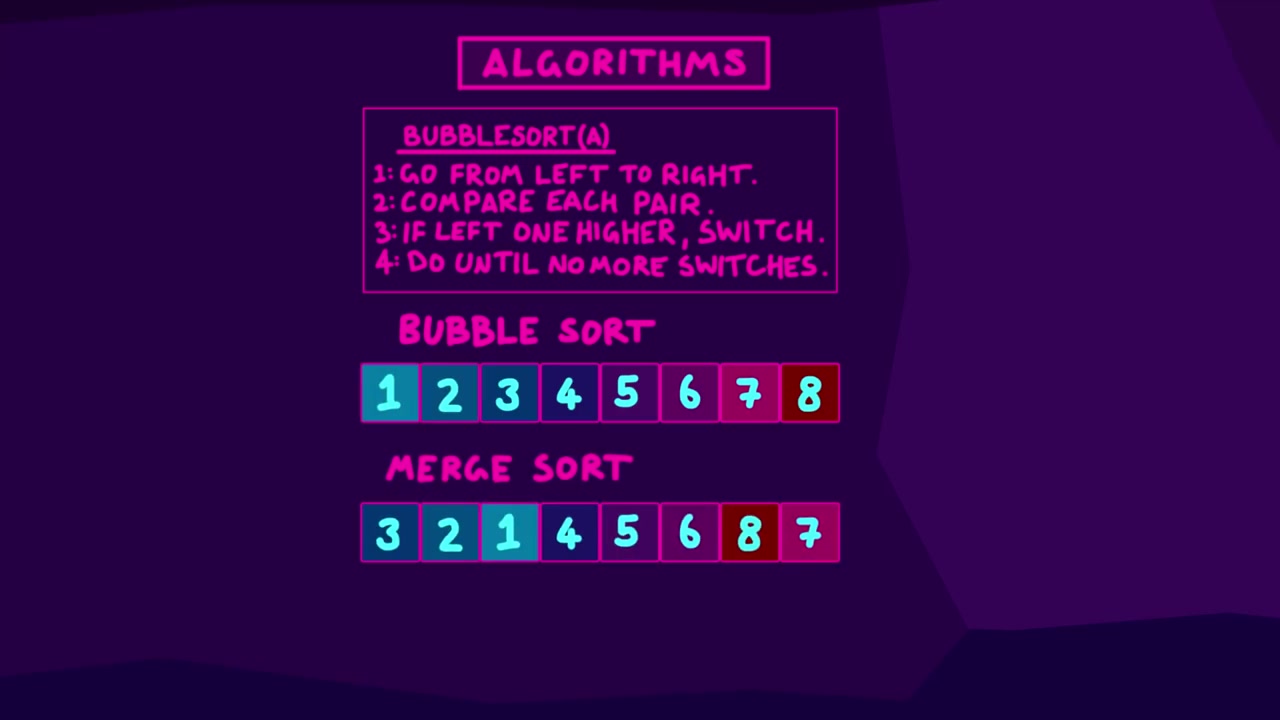 ALGORITHMS
BUBBLESORT(A)
1: GO FROM LEFT TO RIGHT.
2: COMPARE EACH PAIR.
3: IF LEFT ONE HIGHER, SWITCH.
4: DO UNTIL NO MORE SWITCHES.
BUBBLE SORT
1 2 3 4 5 6 7 8
MERGE SORT
3 2 1 4 5 6 8 7